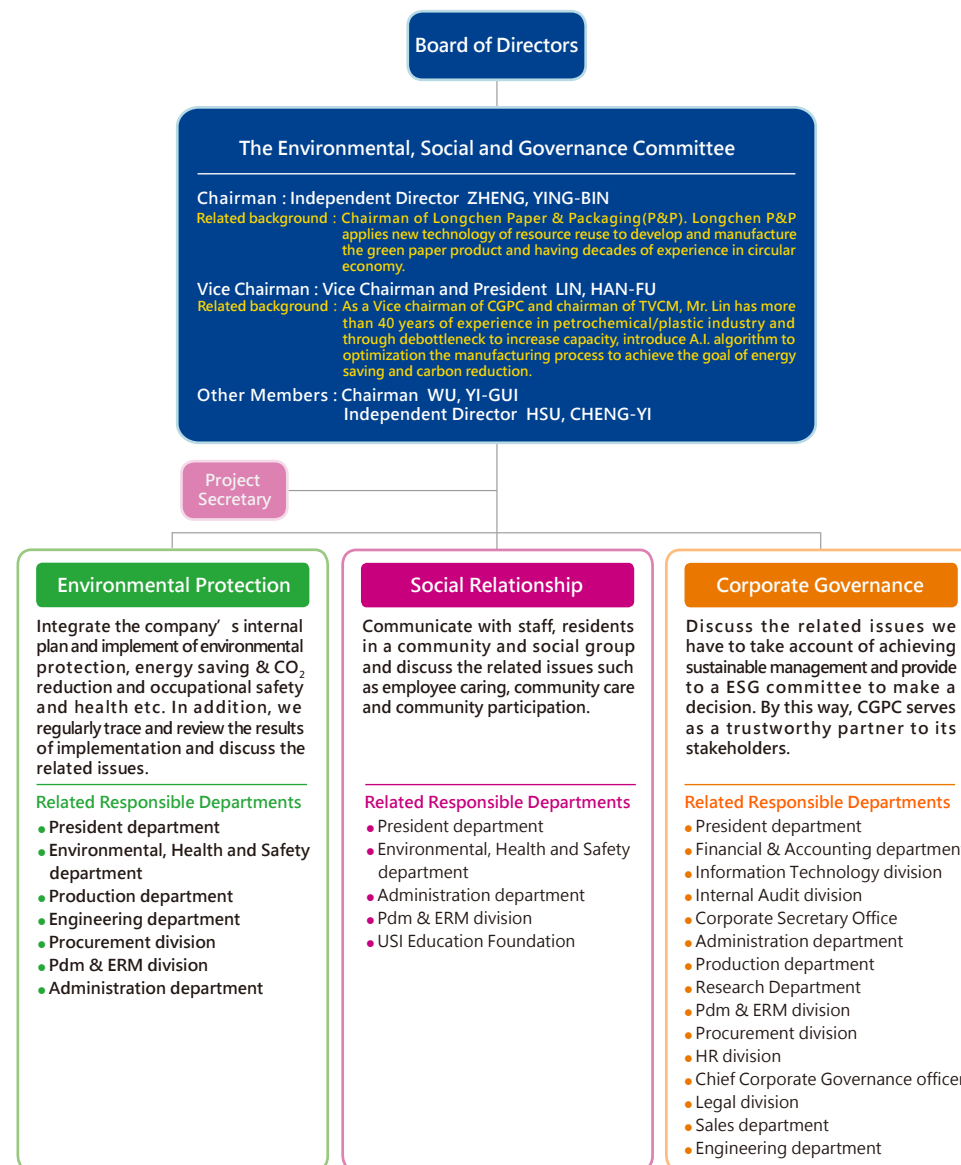 Board of Directors
The Environmental, Social and Governance Committee
Chairman : Independent Director ZHENG, YING-BIN
Related background : Chairman of Longchen Paper & Packaging(P&P). Longchen P&P
applies new technology of resource reuse to develop and manufacture
the green paper product and having decades of experience in circular
economy.
Vice Chairman : Vice Chairman and President LIN, HAN-FU
Related background : As a Vice chairman of CGPC and chairman of TVCM, Mr. Lin has more
than 40 years of experience in petrochemical/plastic industry and
through debottleneck to increase capacity, introduce A.I. algorithm to
optimization the manufacturing process to achieve the goal of energy
saving and carbon reduction.
Other Members : Chairman WU, YI-GUI
Independent Director HSU, CHENG-YI
Project
Secretary
Environmental Protection
Integrate the company' s internal
plan and implement of environmental
protection, energy saving & CO₂
reduction and occupational safety
and health etc. In addition, we
regularly trace and review the results
of implementation and discuss the
related issues.
Related Responsible Departments
• President department
• Environmental, Health and Safety
department
• Production department
• Engineering department
• Procurement division
• Pdm & ERM division
• Administration department
Social Relationship
Communicate with staff, residents
in a community and social group
and discuss the related issues such
as employee caring, community care
and community participation.
Related Responsible Departments
• President department
• Environmental, Health and Safety
department
• Administration department
• Pdm & ERM division
• USI Education Foundation
Corporate Governance
Discuss the related issues we
have to take account of achieving
sustainable management and provide
to a ESG committee to make a
decision. By this way, CGPC serves
as a trustworthy partner to its
stakeholders.
Related Responsible Departments
• President department
• Financial & Accounting departmen
• Information Technology division
• Internal Audit division
• Corporate Secretary Office
• Administration department
• Production department
• Research Department
• Pdm & ERM division
• Procurement division
• HR division
• Chief Corporate Governance officer
• Legal division
• Sales department
• Engineering department